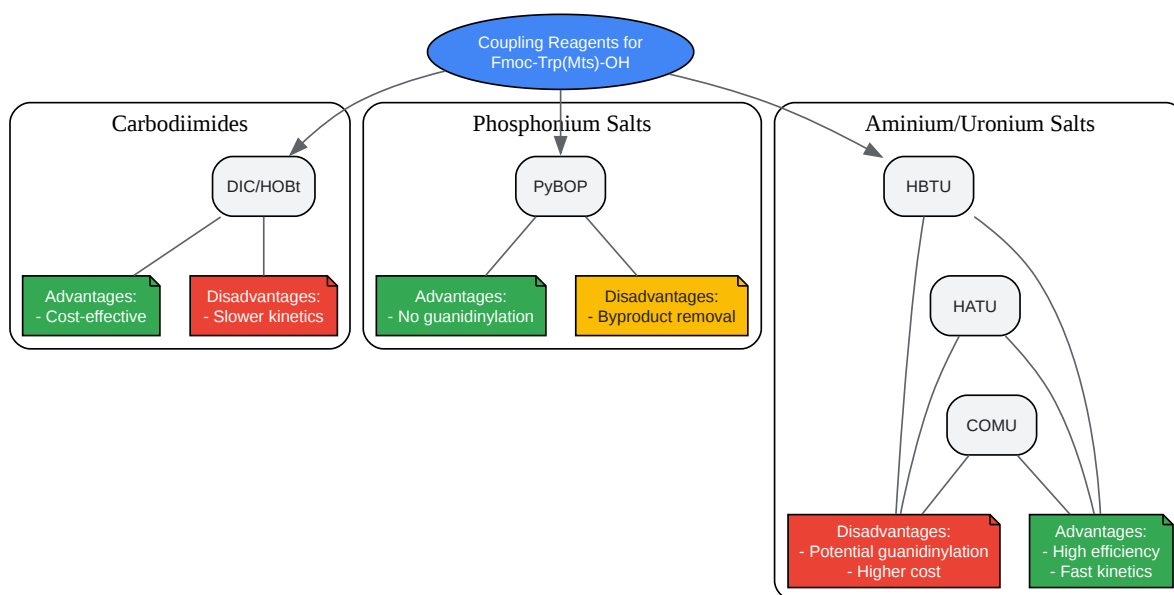 Coupling Reagents for
Fmoc-Trp(Mts)-OH
Carbodiimides
DIC/HOBt
Advantages:
- Cost-effective
Disadvantages:
- Slower kinetics
Phosphonium Salts
PyBOP
Advantages:
- No guanidinylation
Disadvantages:
- Byproduct removal
Aminium/Uronium Salts
HBTU
HATU
COMU
Disadvantages:
- Potential guanidinylation
- Higher cost
Advantages:
- High efficiency
- Fast kinetics